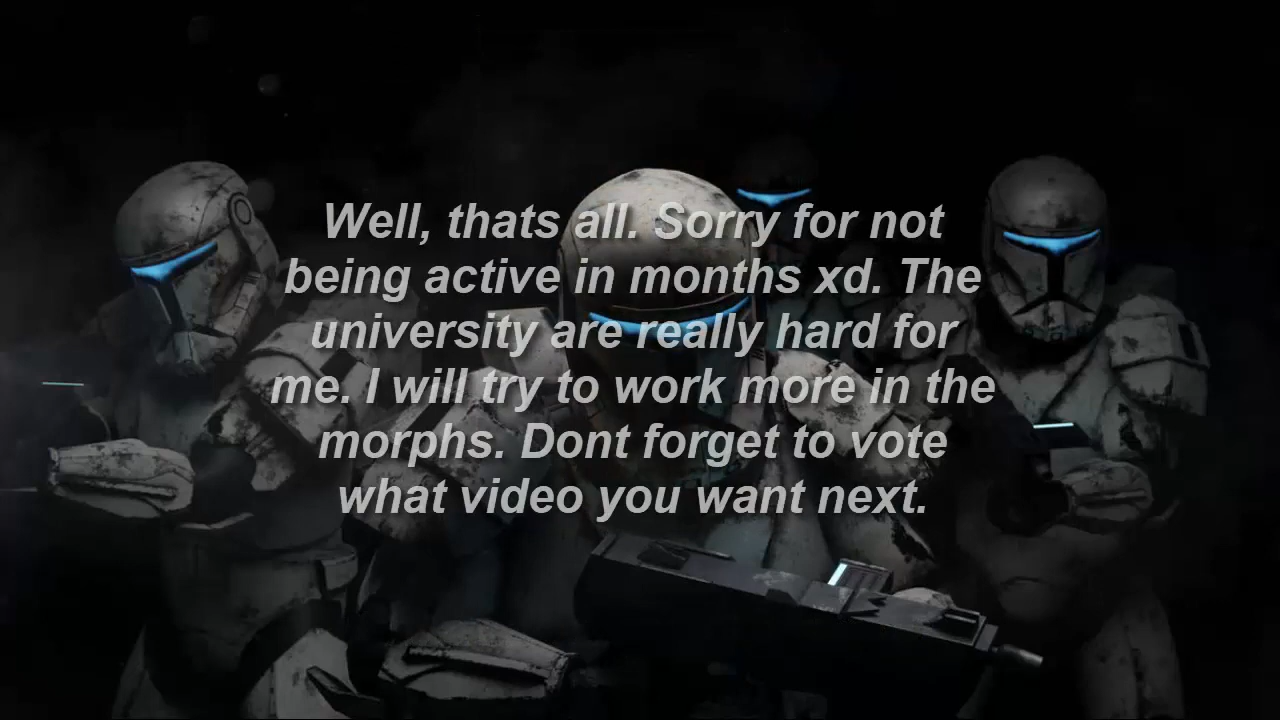 Well, thats all. Sorry for not
being active in months xd. The
university are really hard for
me. I will try to work more in the
morphs. Dont forget to vote
what video you want next.